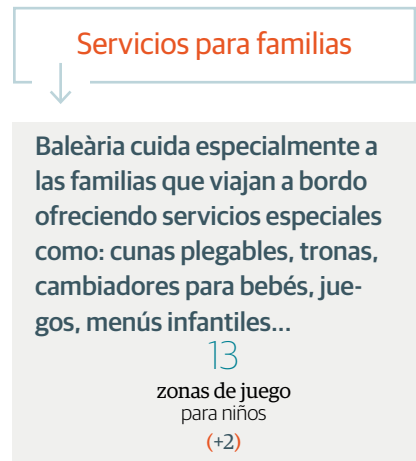 Servicios para familias
Baleària cuida especialmente a
las familias que viajan a bordo
ofreciendo servicios especiales
como: cunas plegables, tronas,
cambiadores para bebés, jue-
gos, menús infantiles...
13
zonas de juego
para niños
(+2)